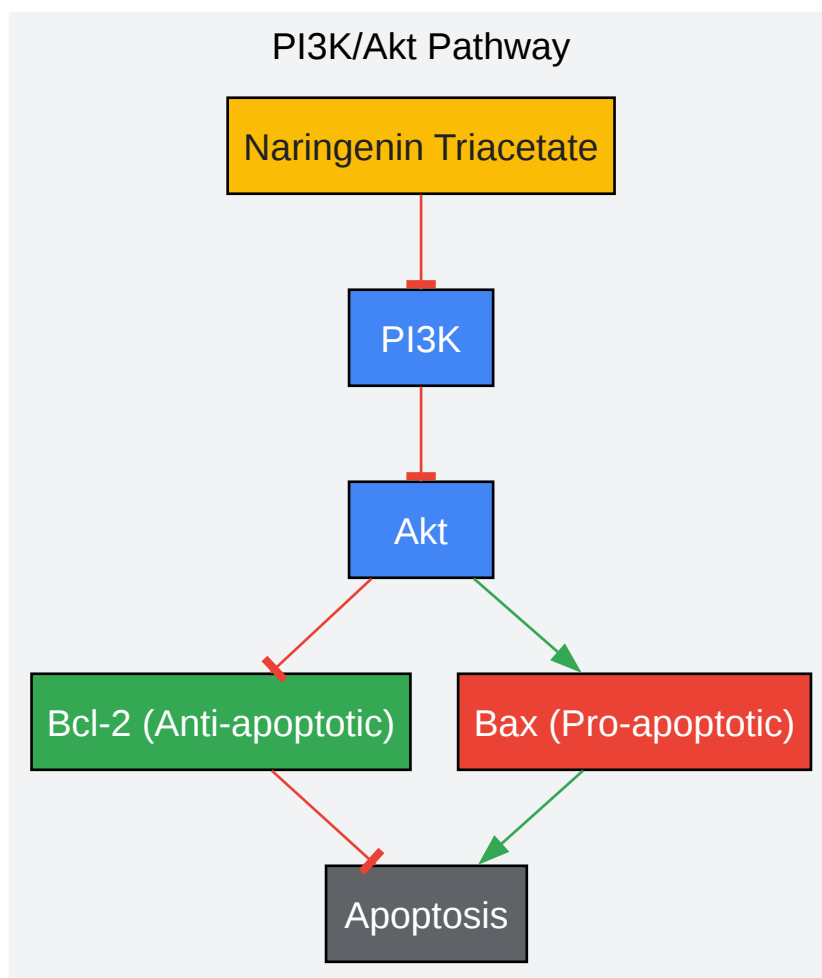 PI3K/Akt Pathway
Naringenin Triacetate
PI3K
Akt
Bcl-2 (Anti-apoptotic)
Bax (Pro-apoptotic)
Apoptosis